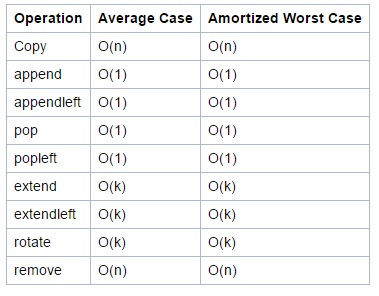 Operation Average Case Amortized Worst Case
Copy O(n) O(n)
append O(1) O(1)
appendleft O(1) O(1)
pop O(1) O(1)
popleft O(1) O(1)
extend O(k) O(k)
extendleft O(k) O(k)
rotate O(k) O(k)
remove O(n) O(n)